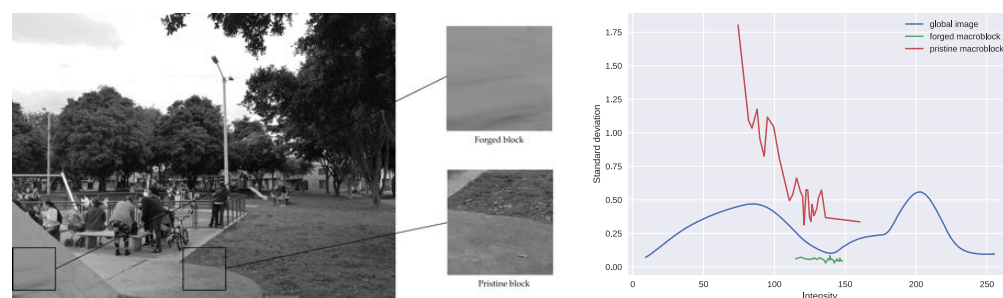 Forged block
Pristine block
global image
forged macroblock
pristine macroblock
Standard deviation
1.75
1.50
1.25
1.00
0.75
0.50
0.25
0.00
0
50
100
150
200
250
Intensity